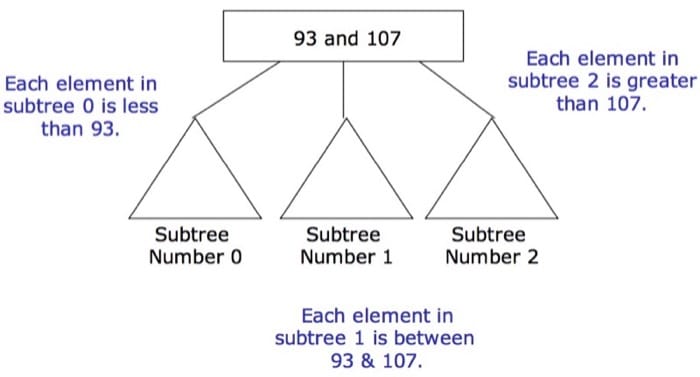 93 and 107
Each element in
subtree 0 is less
than 93.
Each element in
subtree 2 is greater
than 107.
Subtree
Number 0
Subtree
Number 1
Subtree
Number 2
Each element in
subtree 1 is between
93 & 107.